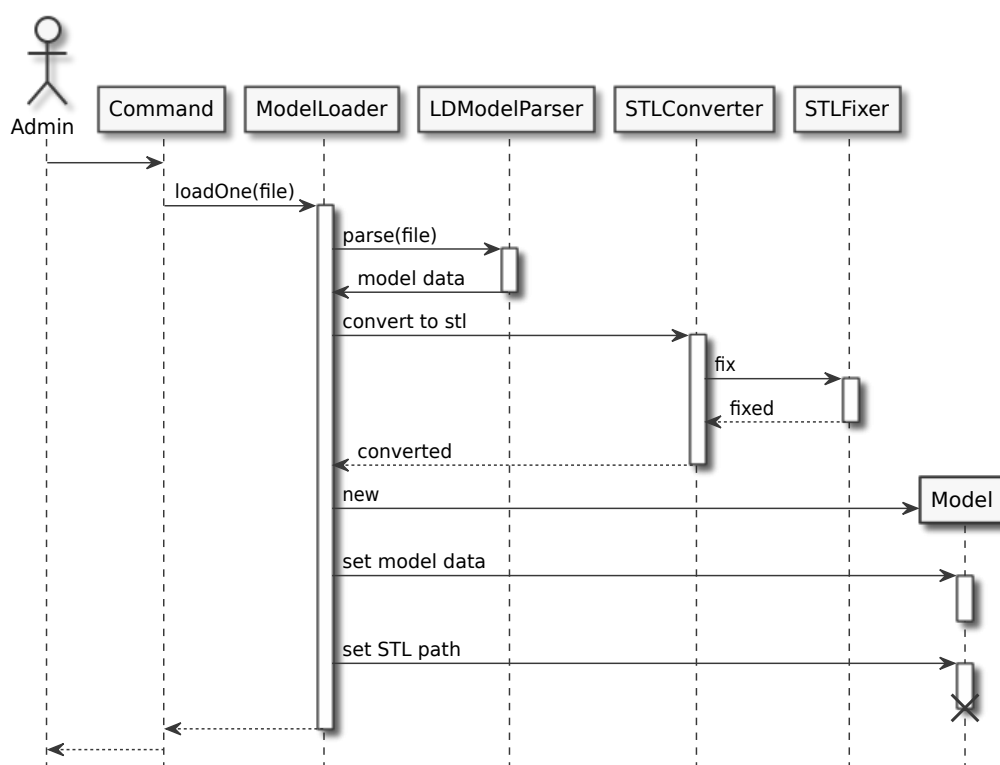 Admin
Command
ModelLoader
LDModelParser
STLConverter
STLFixer
loadOne(file)
parse(file)
model data
convert to stl
fix
fixed
converted
new
Model
set model data
set STL path